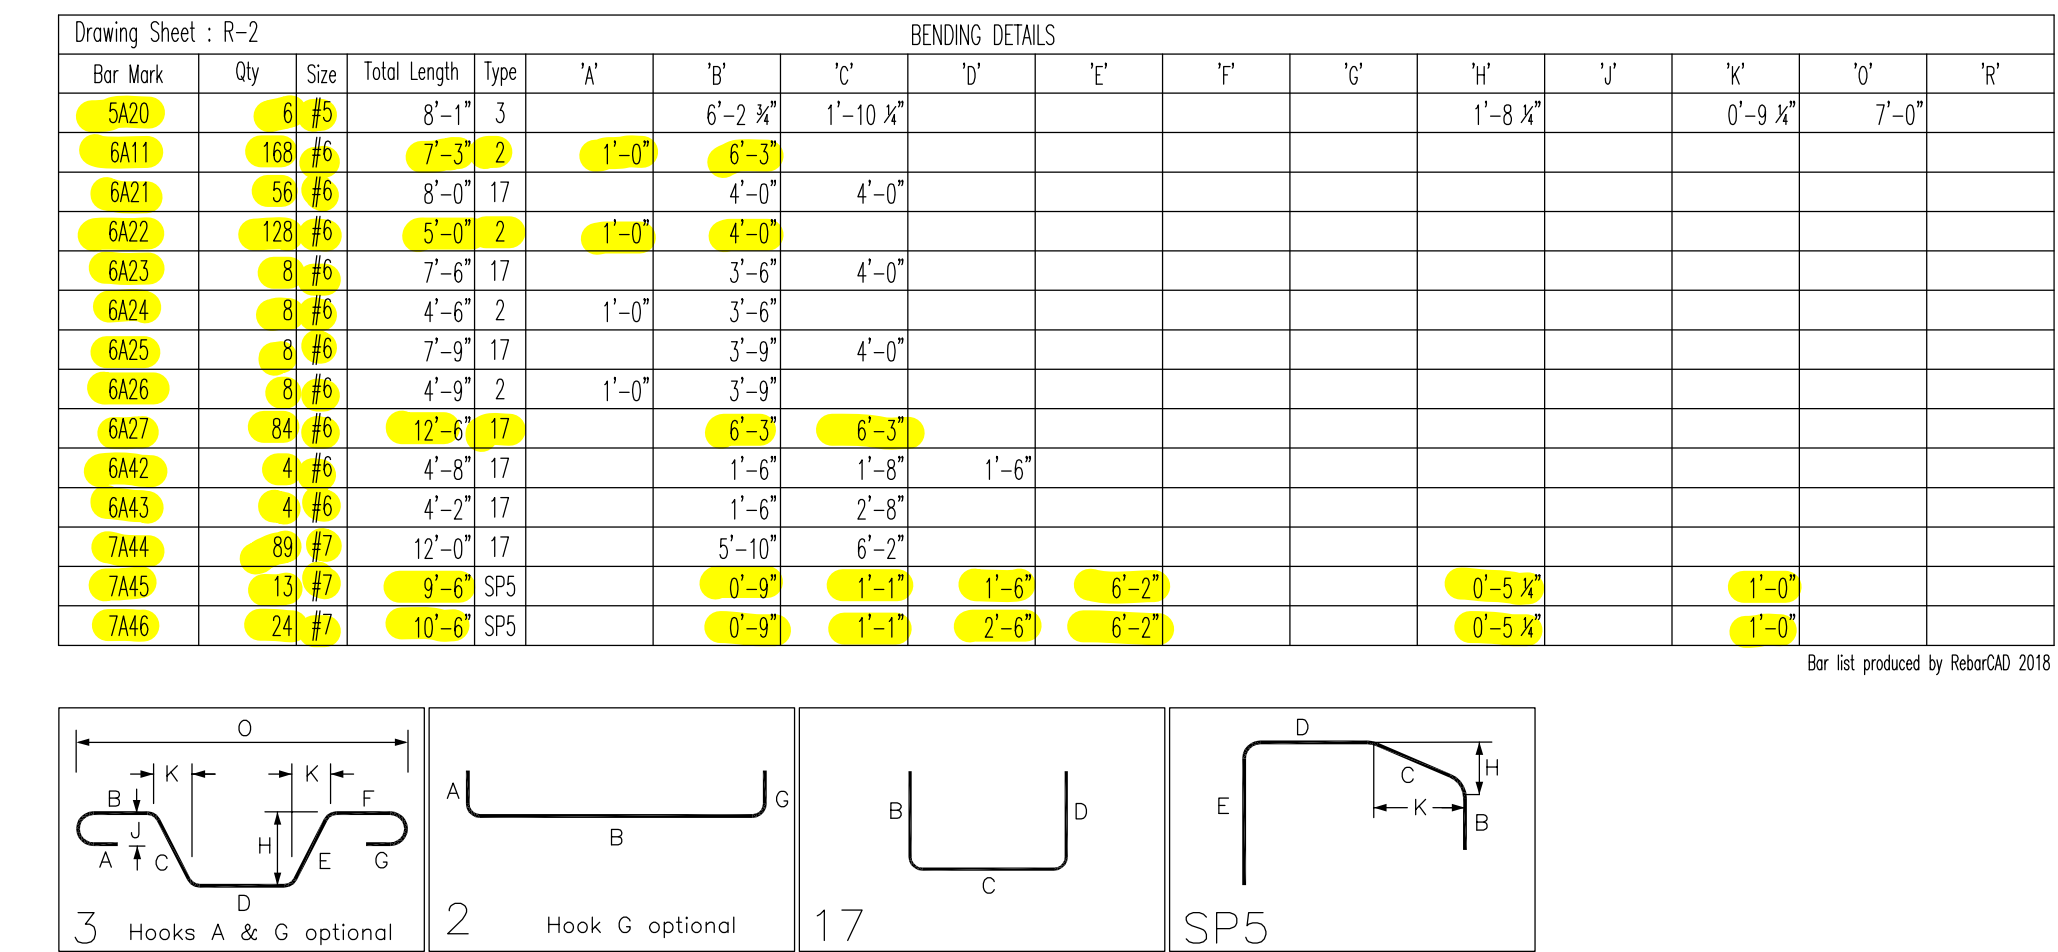 Drawing Sheet : R-2 BENDING DETAILS
Bar Mark Qty Size Total Length Type 'A' 'B' 'C' 'D' 'E' 'F' 'G' 'H' 'J' 'K' 'O' 'R'
5A20 6 #5 8'-1" 3 6'-2 ¾" 1'-10 ¼" 1'-8 ¼" 0'-9 ¼" 7'-0"
6A11 168 #6 7'-3" 2 1'-0" 6'-3"
6A21 56 #6 8'-0" 17 4'-0" 4'-0"
6A22 128 #6 5'-0" 2 1'-0" 4'-0"
6A23 8 #6 7'-6" 17 3'-6" 4'-0"
6A24 8 #6 4'-6" 2 1'-0" 3'-6"
6A25 8 #6 7'-9" 17 3'-9" 4'-0"
6A26 8 #6 4'-9" 2 1'-0" 3'-9"
6A27 84 #6 12'-6" 17 6'-3" 6'-3"
6A42 4 #6 4'-8" 17 1'-6" 1'-8" 1'-6"
6A43 4 #6 4'-2" 17 1'-6" 2'-8"
7A44 89 #7 12'-0" 17 5'-10" 6'-2"
7A45 13 #7 9'-6" SP5 0'-9" 1'-1" 1'-6" 6'-2" 0'-5 ¼" 1'-0"
7A46 24 #7 10'-6" SP5 0'-9" 1'-1" 2'-6" 6'-2" 0'-5 ¼" 1'-0"
Bar list produced by RebarCAD 2018
O
K K
B F
J H
A C E G
D
3 Hooks A & G optional
A G
B
2 Hook G optional
B D
C
17
D
C H
E K B
SP5